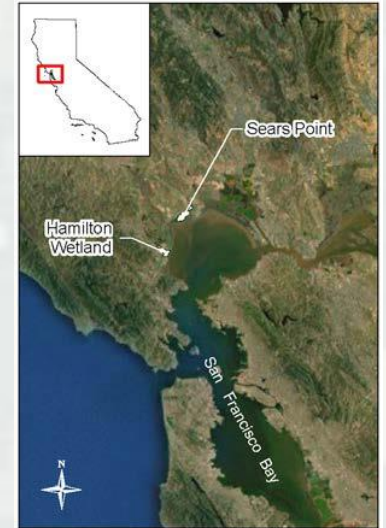 Sears Point
Hamilton
Wetland
San Francisco Bay
N